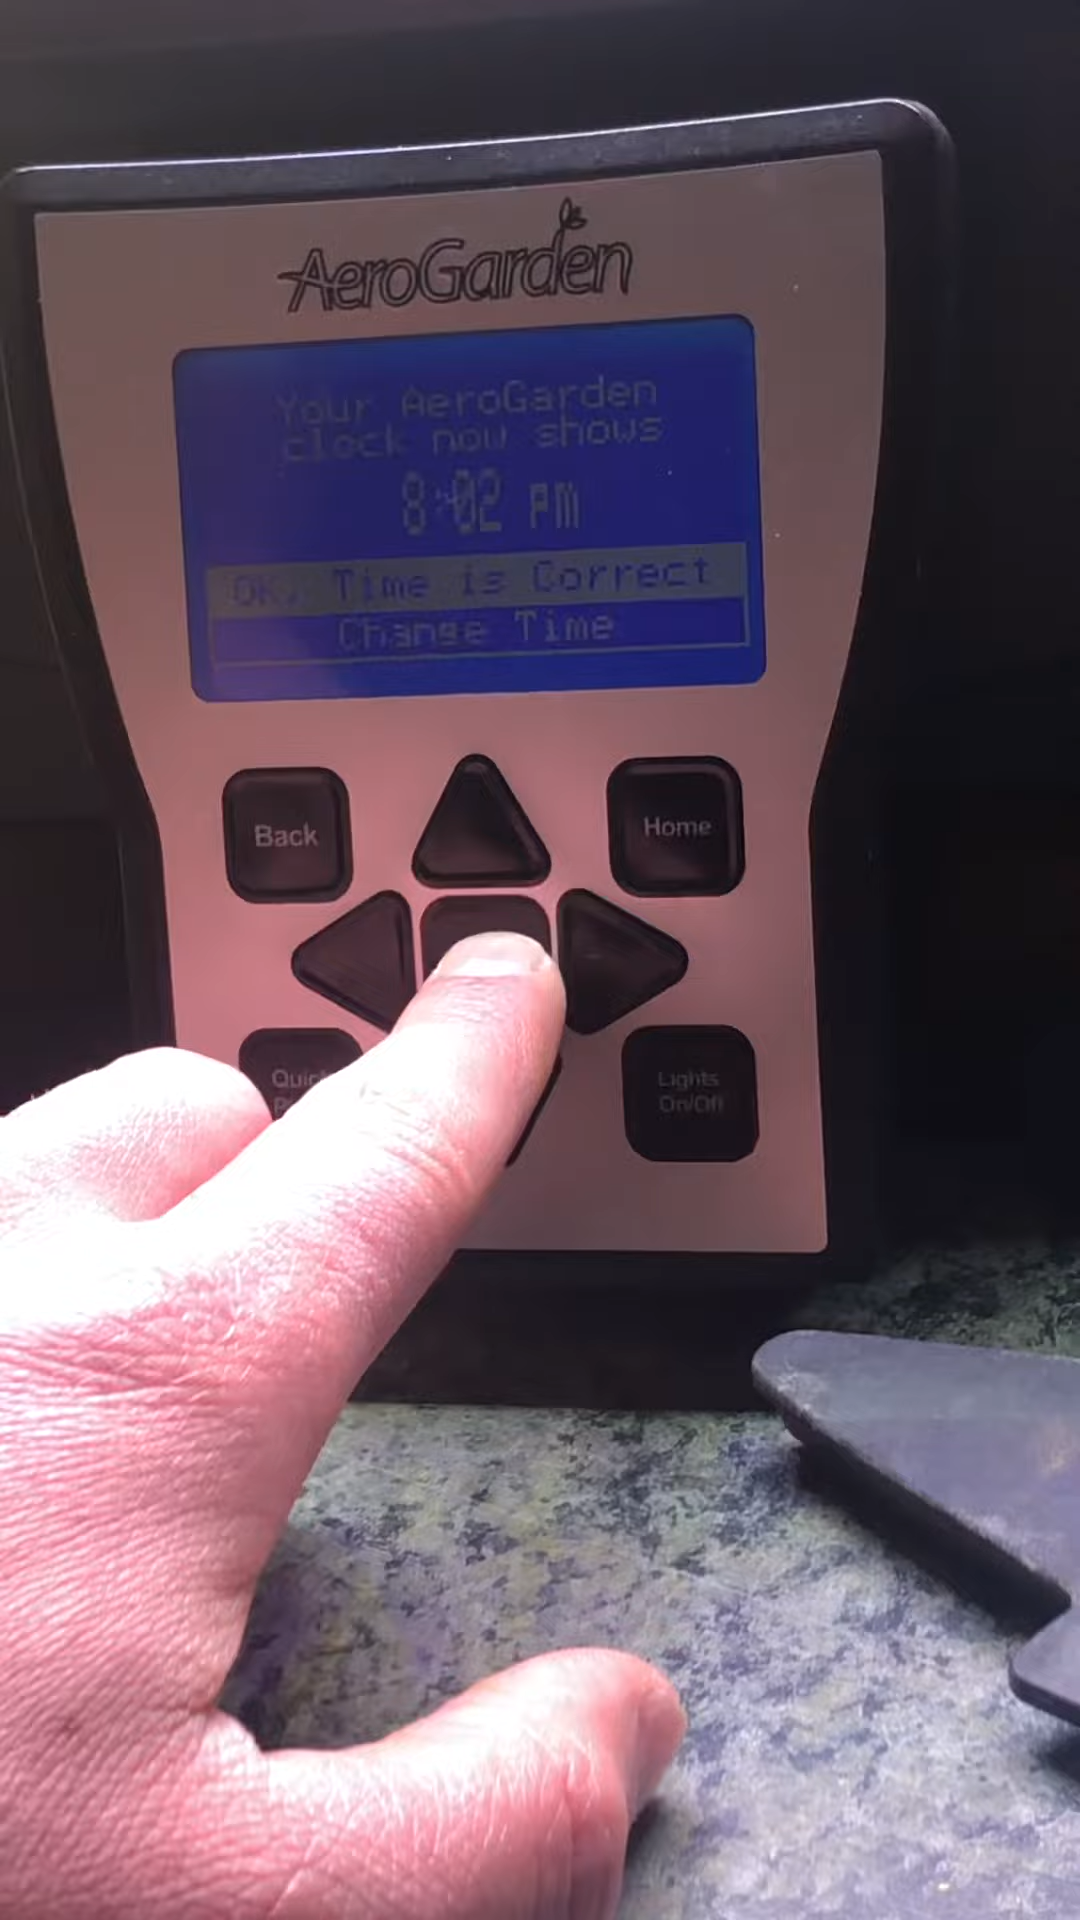 AeroGarden
Your AeroGarden
clock now shows
8:02 pm
OK, Time is Correct
Change Time
Back
Home
Quick
Lights
On/Off